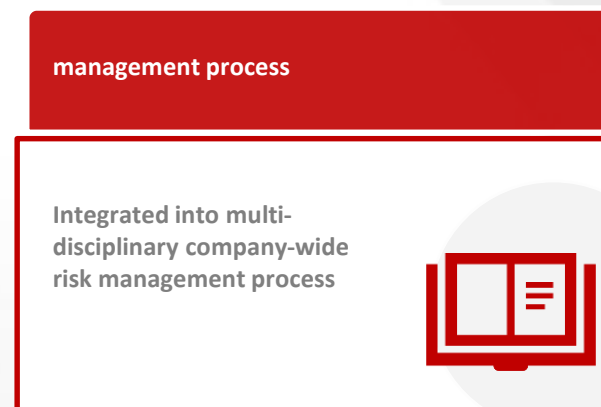 management process
Integrated into multi-
disciplinary company-wide
risk management process